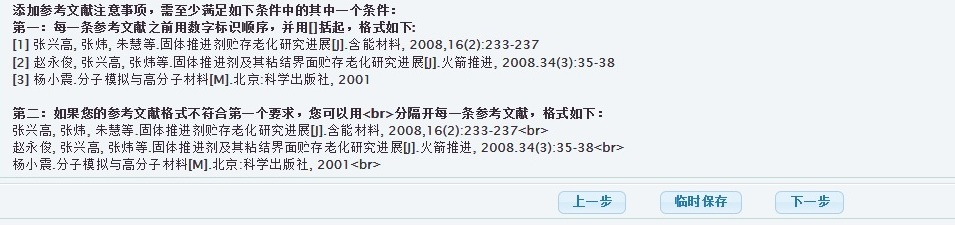 添加参考文献注意事项，需至少满足如下条件中的其中一个条件：
第一：每一条参考文献之前用数字标识顺序，并用[]括起，格式如下:
[1] 张兴高, 张炜, 朱慧等.固体推进剂贮存老化研究进展[J].含能材料, 2008,16(2):233-237
[2] 赵永俊, 张兴高, 张炜等.固体推进剂及其粘结界面贮存老化研究进展[J].火箭推进, 2008.34(3):35-38
[3] 杨小震.分子模拟与高分子材料[M].北京:科学出版社, 2001
第二：如果您的参考文献格式不符合第一个要求，您可以用<br>分隔开每一条参考文献，格式如下：
张兴高, 张炜, 朱慧等.固体推进剂贮存老化研究进展[J].含能材料, 2008,16(2):233-237<br>
赵永俊, 张兴高, 张炜等.固体推进剂及其粘结界面贮存老化研究进展[J].火箭推进, 2008.34(3):35-38<br>
杨小震.分子模拟与高分子材料[M].北京:科学出版社, 2001<br>
上一步 临时保存 下一步